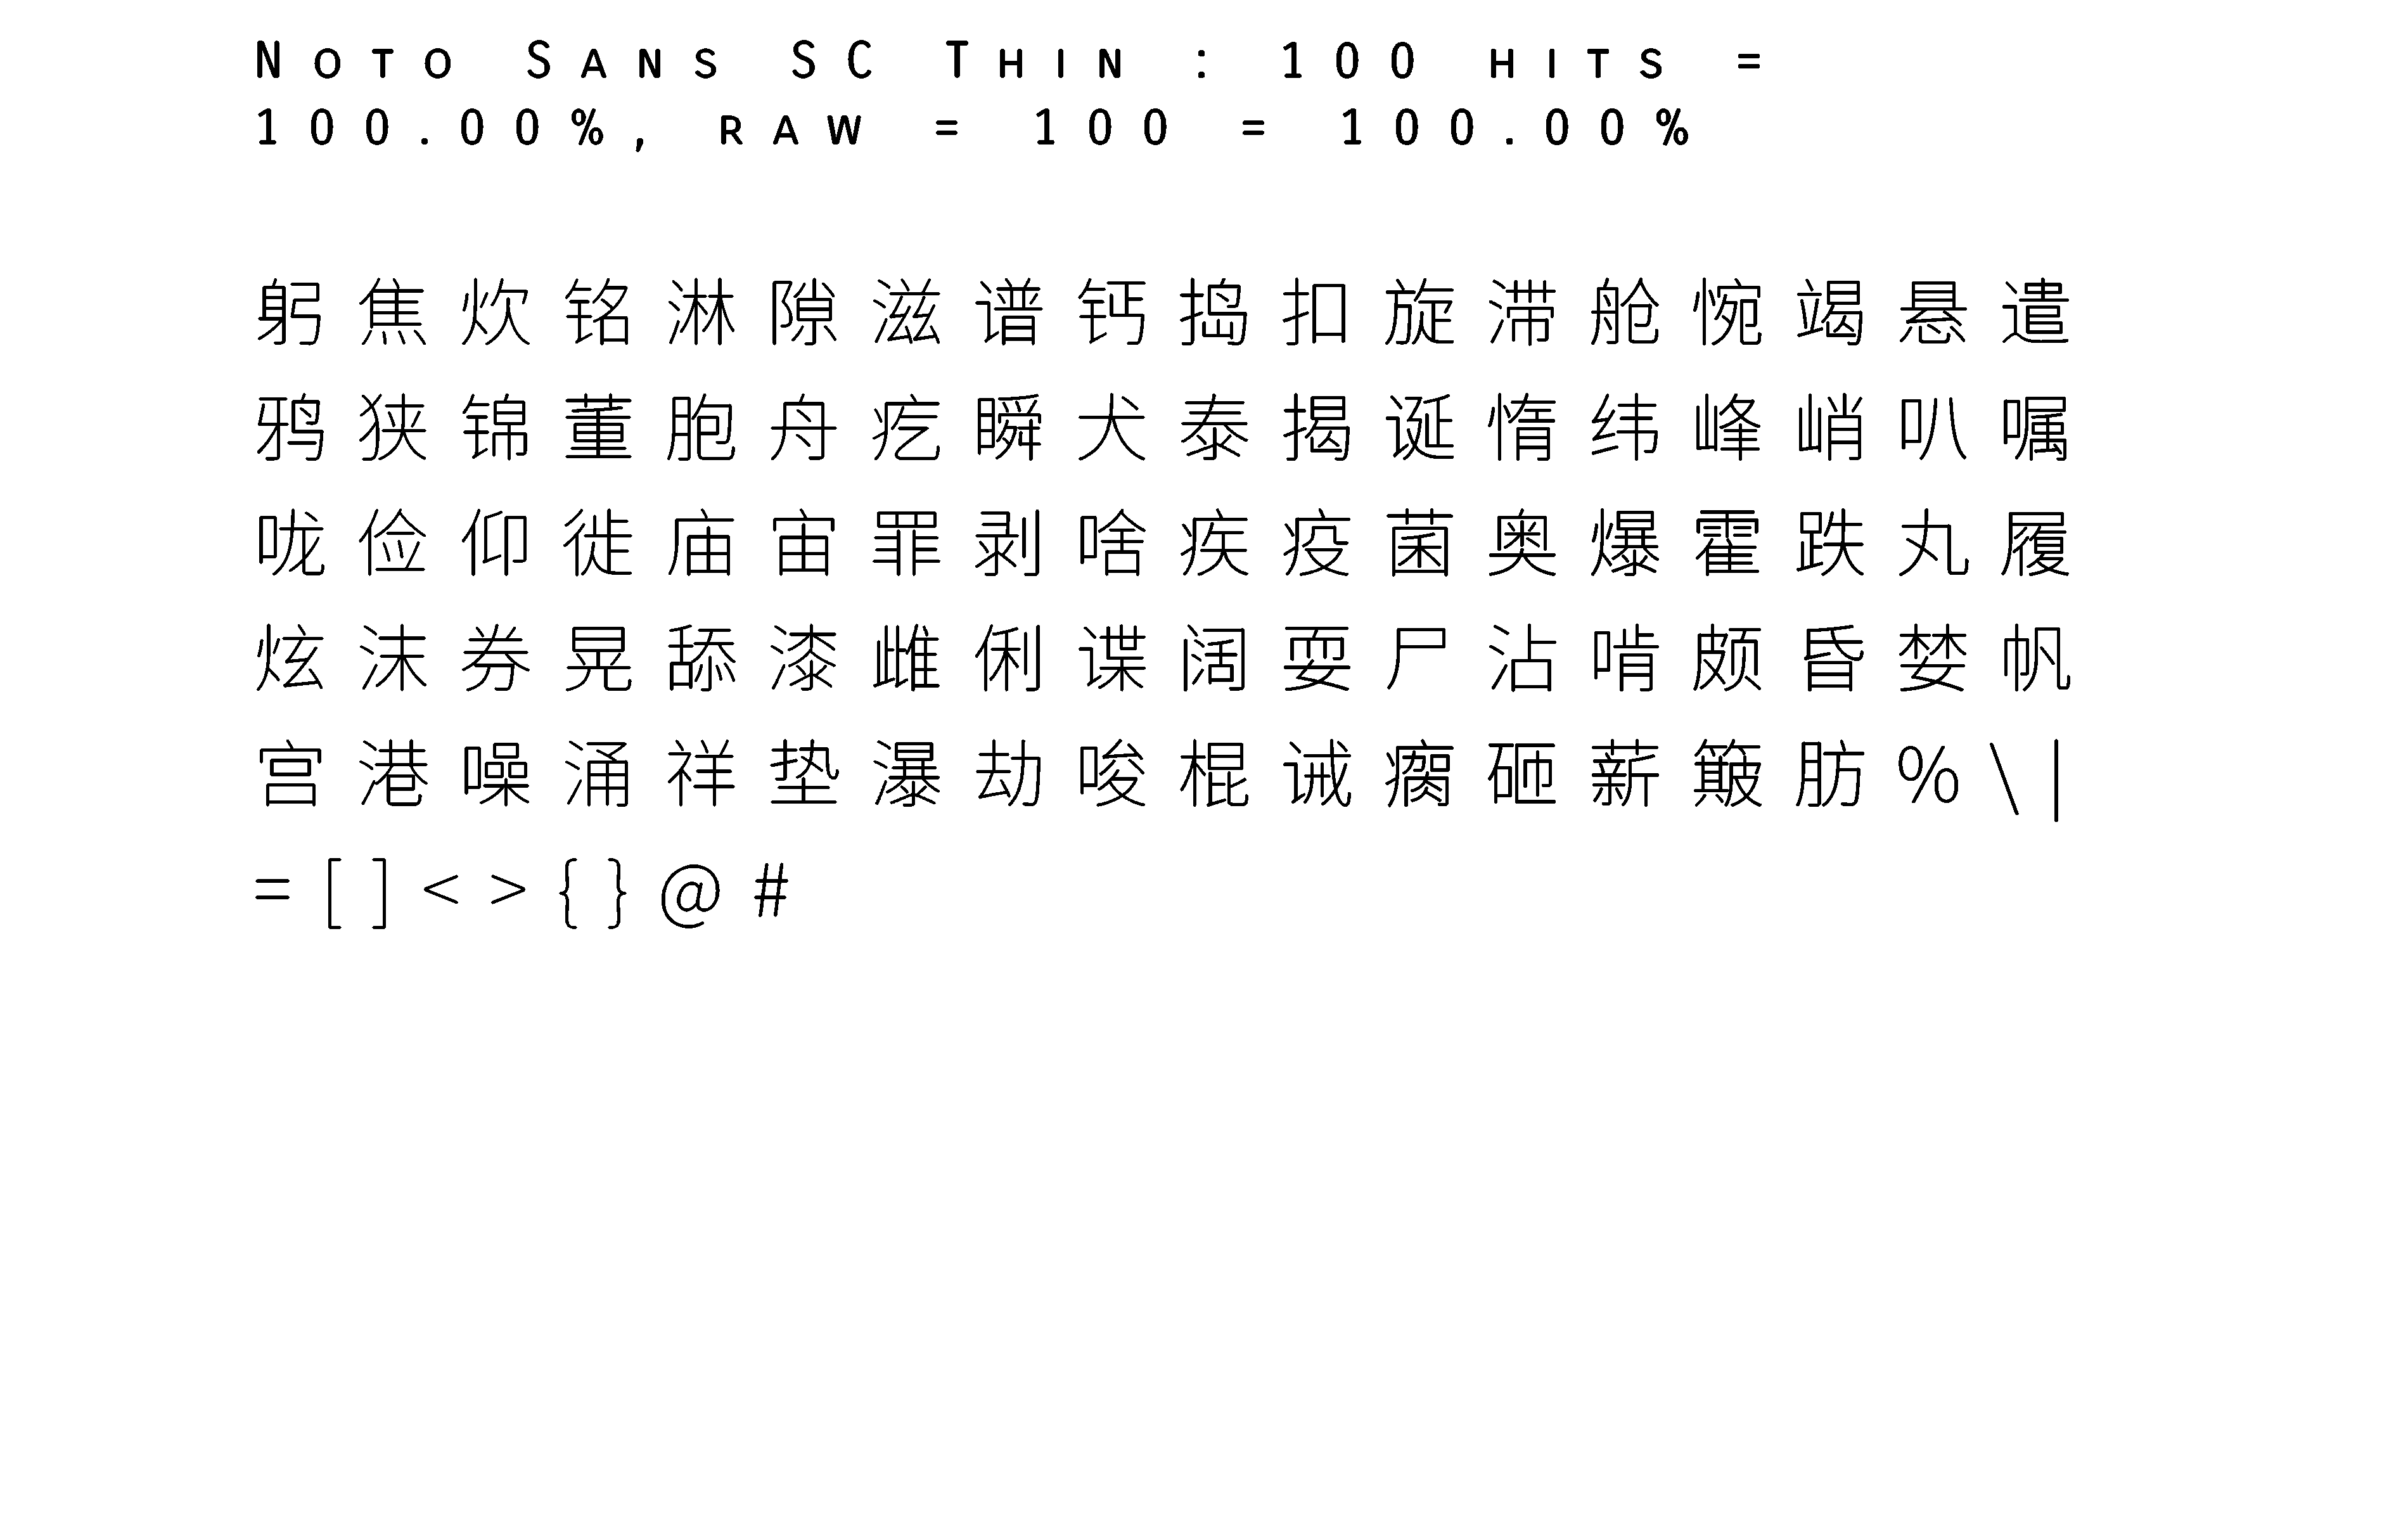 Noto Sans SC Thin : 100 hits =
100.00%, raw = 100 = 100.00%
躬焦炊铭淋隙滋谱钙捣扣旋滞舱惋竭悬遣
鸦狭锦董胞舟疙瞬犬泰揭诞惰纬峰峭叭嘱
咙俭仰徙庙宙罪剥啥疾疫菌奥爆霍跌丸履
炫沫券晃舔漆雌俐谍阔耍尸沾啃颇昏婪帆
宫港噪涌祥垫瀑劫唆棍诫瘸砸薪簸肪%\|
=[]<>{}@#